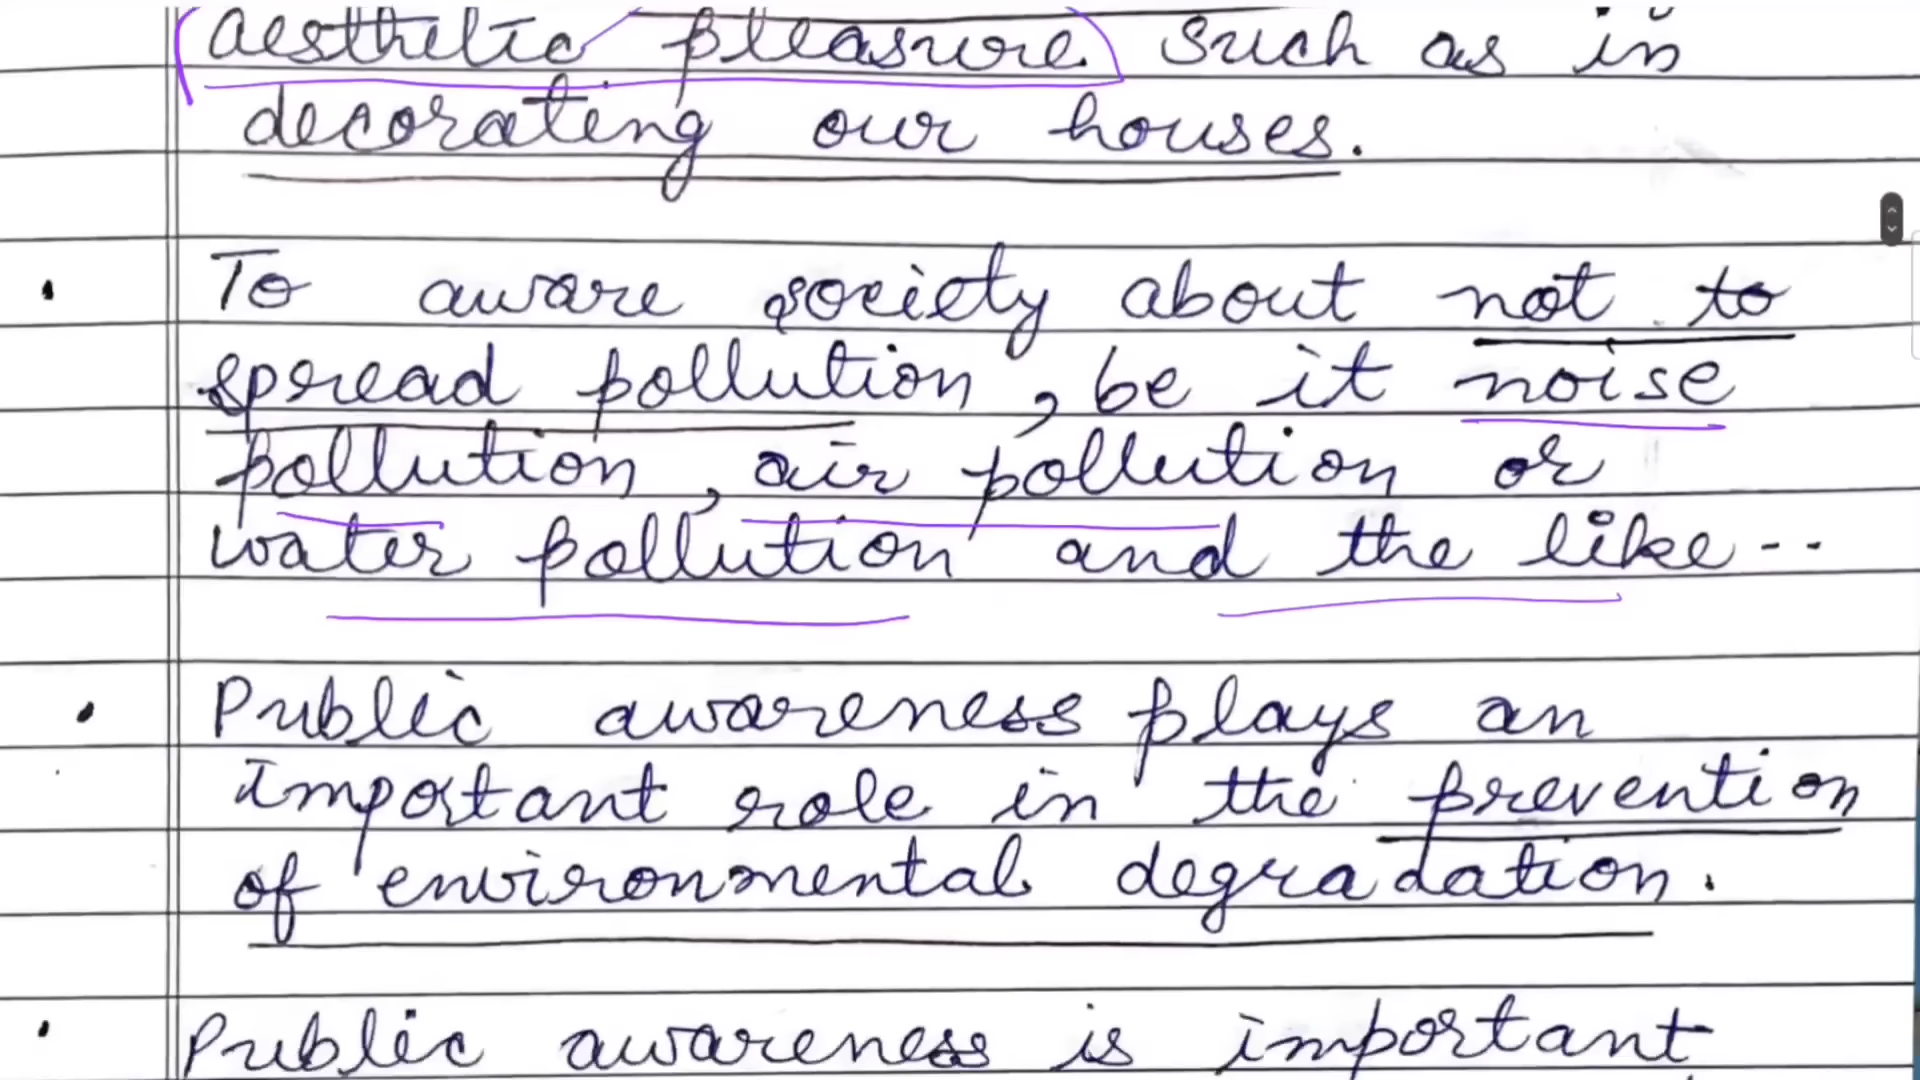 aesthetic pleasure such as in
decorating our houses.
• To aware society about not to
spread pollution, be it noise
pollution, air pollution or
water pollution and the like--
• Public awareness plays an
important role in the prevention
of environmental degradation.
• Public awareness is important